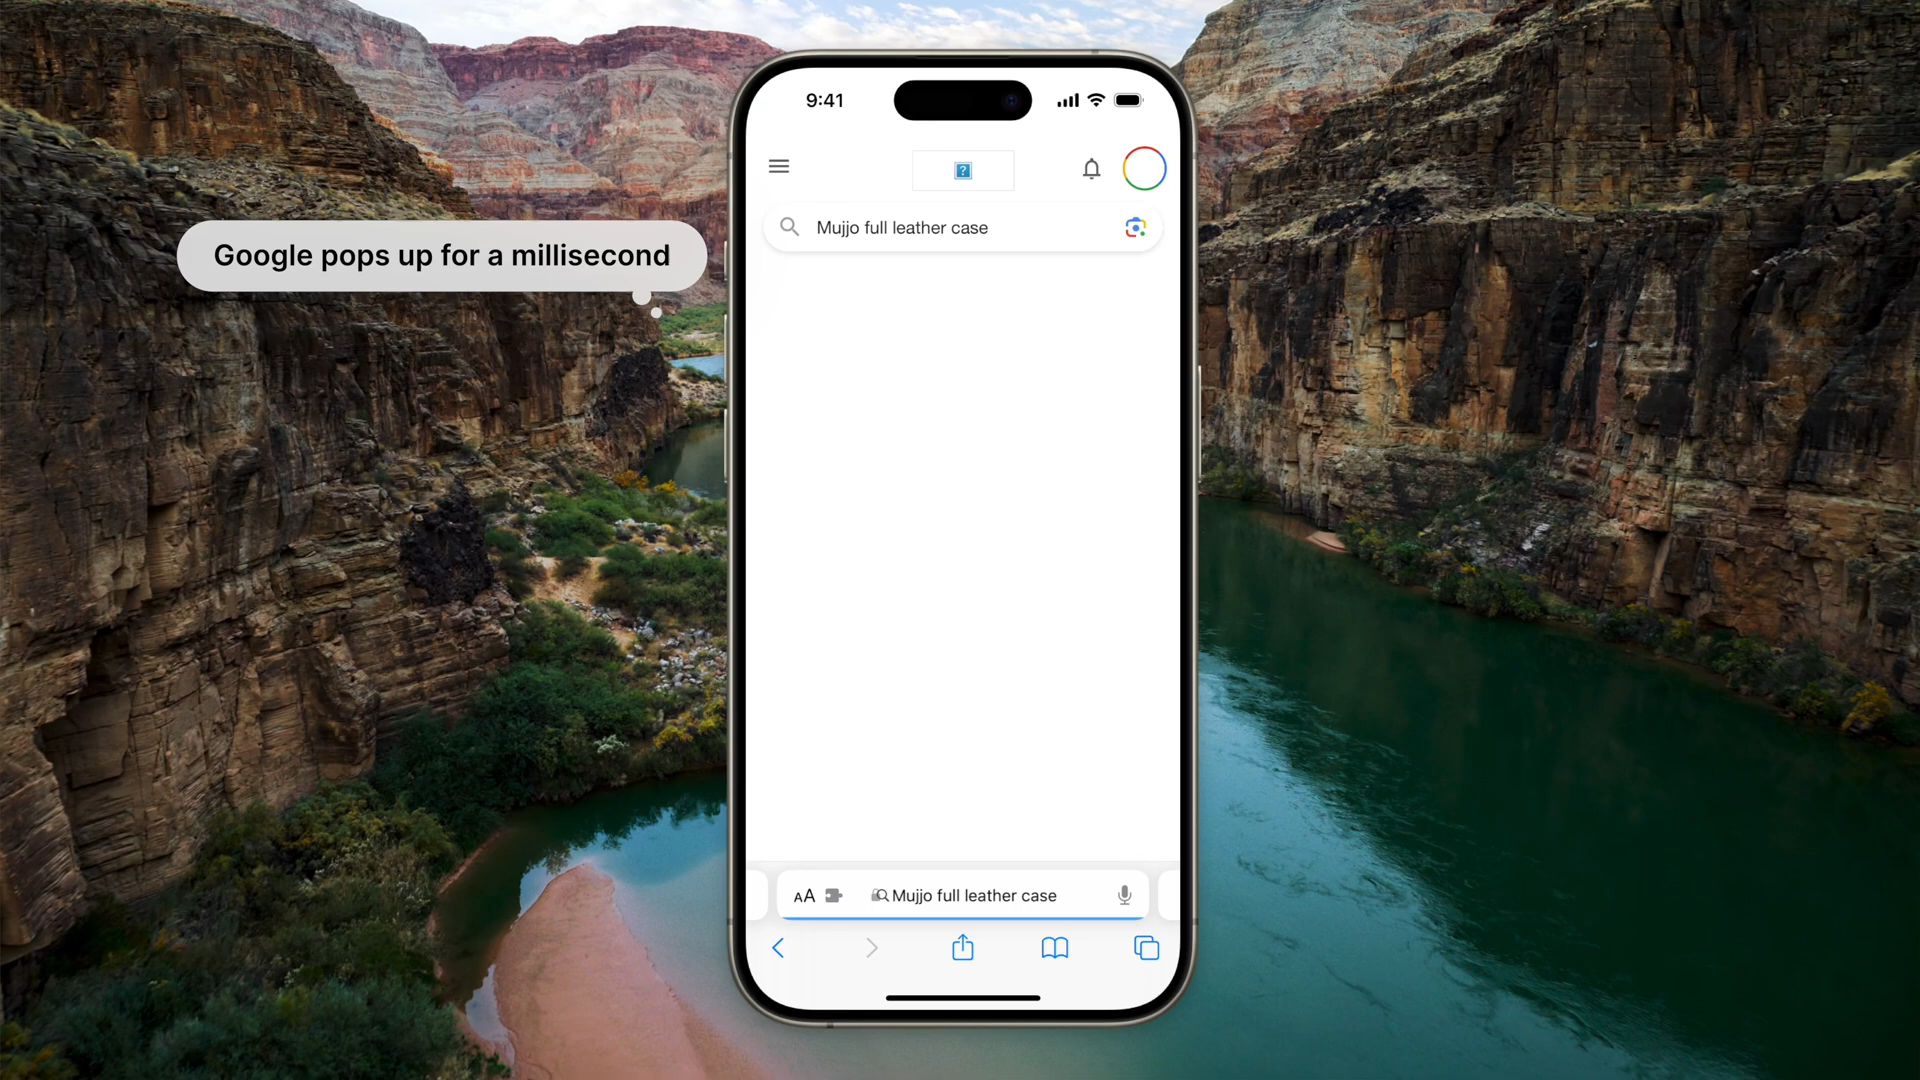 9:41
?
Mujjo full leather case
Google pops up for a millisecond
AA Mujjo full leather case